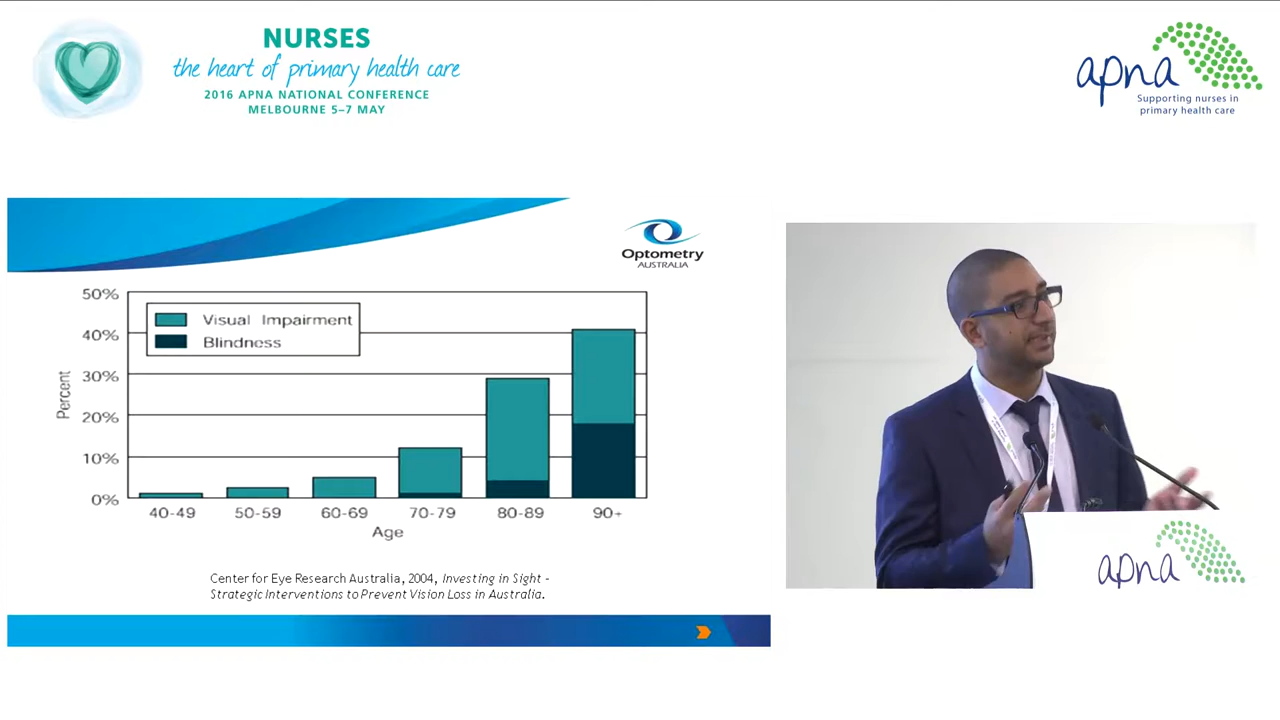 NURSES
the heart of primary health care
2016 APNA NATIONAL CONFERENCE
MELBOURNE 5–7 MAY
apna
Supporting nurses in
primary health care
Optometry
AUSTRALIA
50%
40%
30%
20%
10%
0%
Percent
Visual Impairment
Blindness
40-49
50-59
60-69
70-79
80-89
90+
Age
Center for Eye Research Australia, 2004, Investing in Sight -
Strategic Interventions to Prevent Vision Loss in Australia.
apna